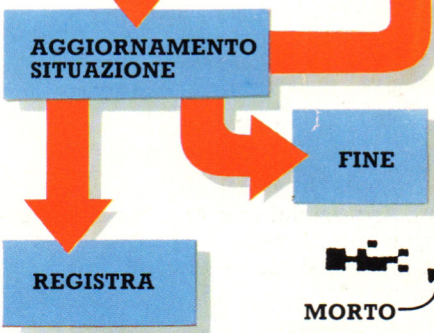 AGGIORNAMENTO
SITUAZIONE
FINE
REGISTRA
MORTO